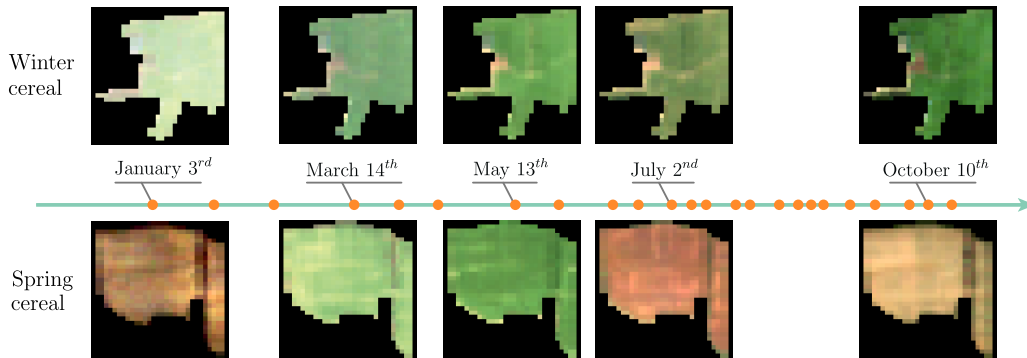 Winter
cereal
January 3rd
March 14th
May 13th
July 2nd
October 10th
Spring
cereal